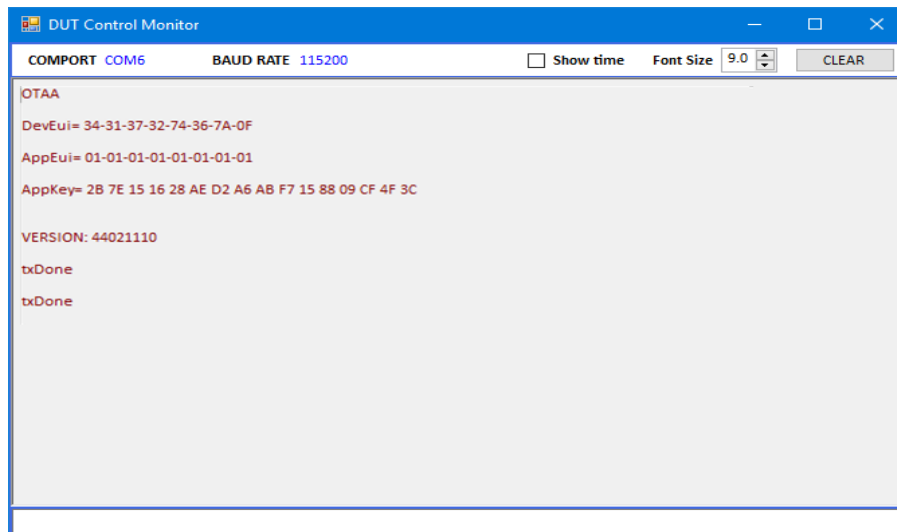 DUT Control Monitor
COMPORT COM6 BAUD RATE 115200 Show time Font Size 9.0 CLEAR
OTAA
DevEui= 34-31-37-32-74-36-7A-0F
AppEui= 01-01-01-01-01-01-01-01
AppKey= 2B 7E 15 16 28 AE D2 A6 AB F7 15 88 09 CF 4F 3C
VERSION: 44021110
txDone
txDone